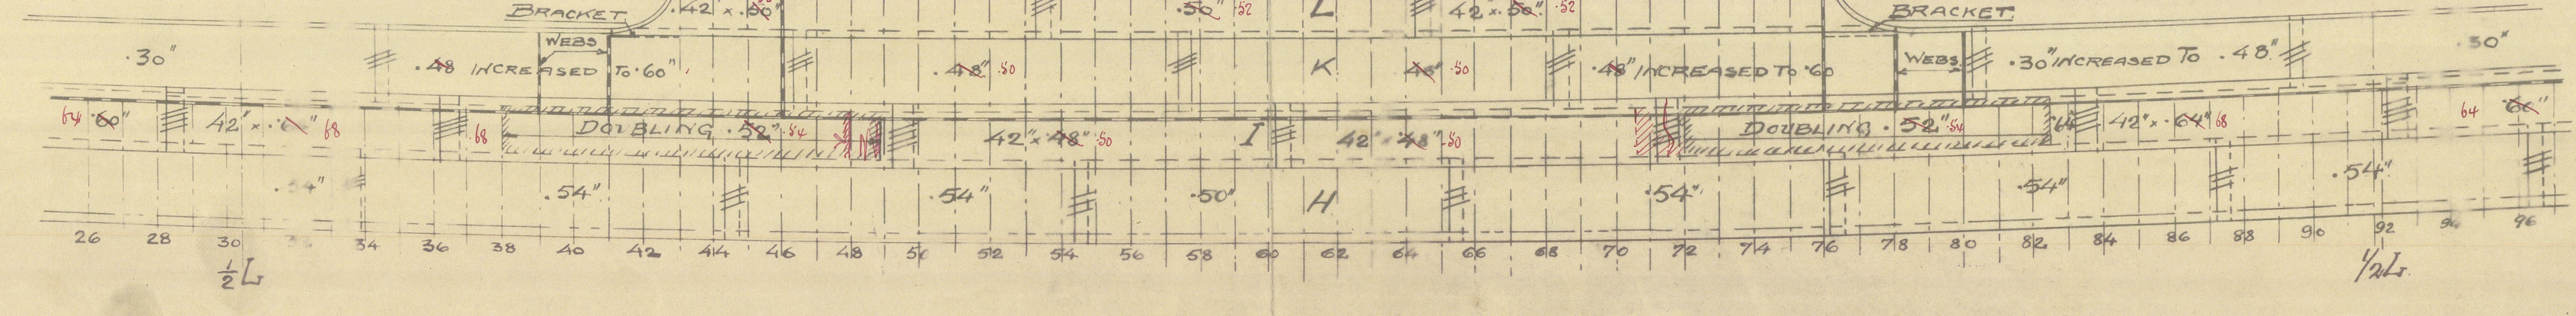 BRACKET .42" × .50" .50" .52 L 42" × .50" .52 BRACKET
WEBS
.30" .48 INCREASED TO .60" .48" .50 K .48" .50 .48" INCREASED TO .60 WEBS .30" INCREASED TO .48" .30"
64 .60" 42" × 68 68 DOUBLING .52" .54 42" × .48" .50 I 42" .48" .50 DOUBLING .52" .54 .64 42" × .64" 68 64
.54" .54" .54" .50" H .54" .54" .54"
26 28 30 34 36 38 40 42 44 46 48 50 52 54 56 58 60 62 64 66 68 70 72 74 76 78 80 82 84 86 88 90 92 94 96
½L ½L